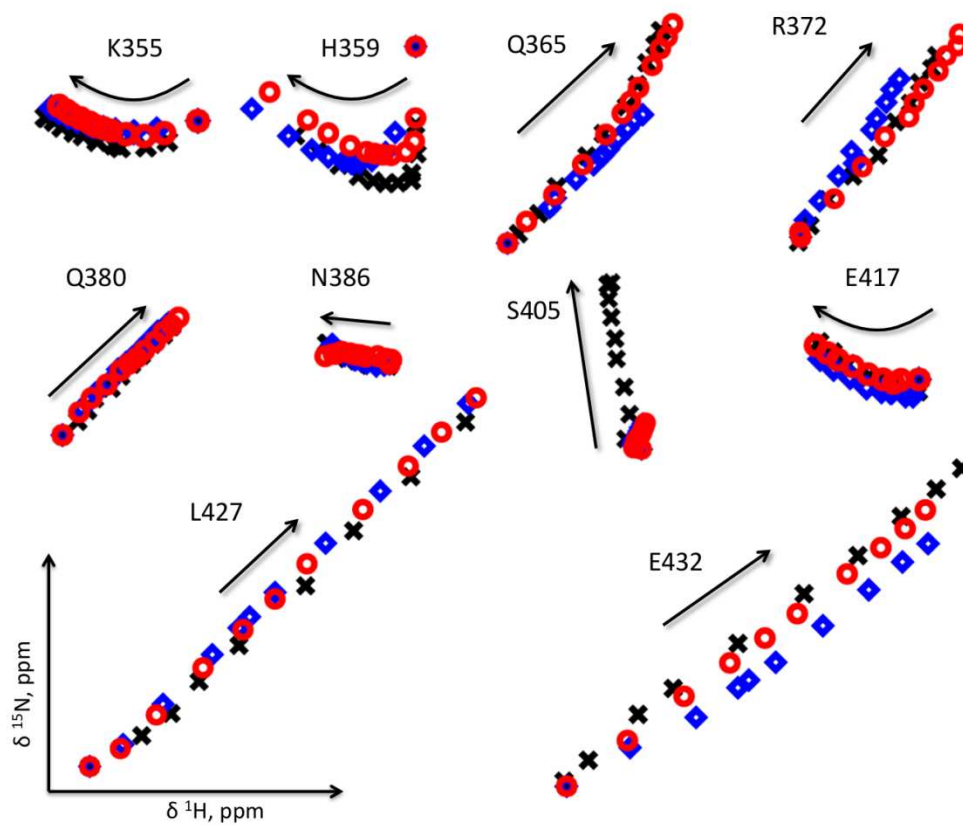 K355
H359
Q365
R372
Q380
N386
S405
E417
L427
E432
δ ¹⁵N, ppm
δ ¹H, ppm